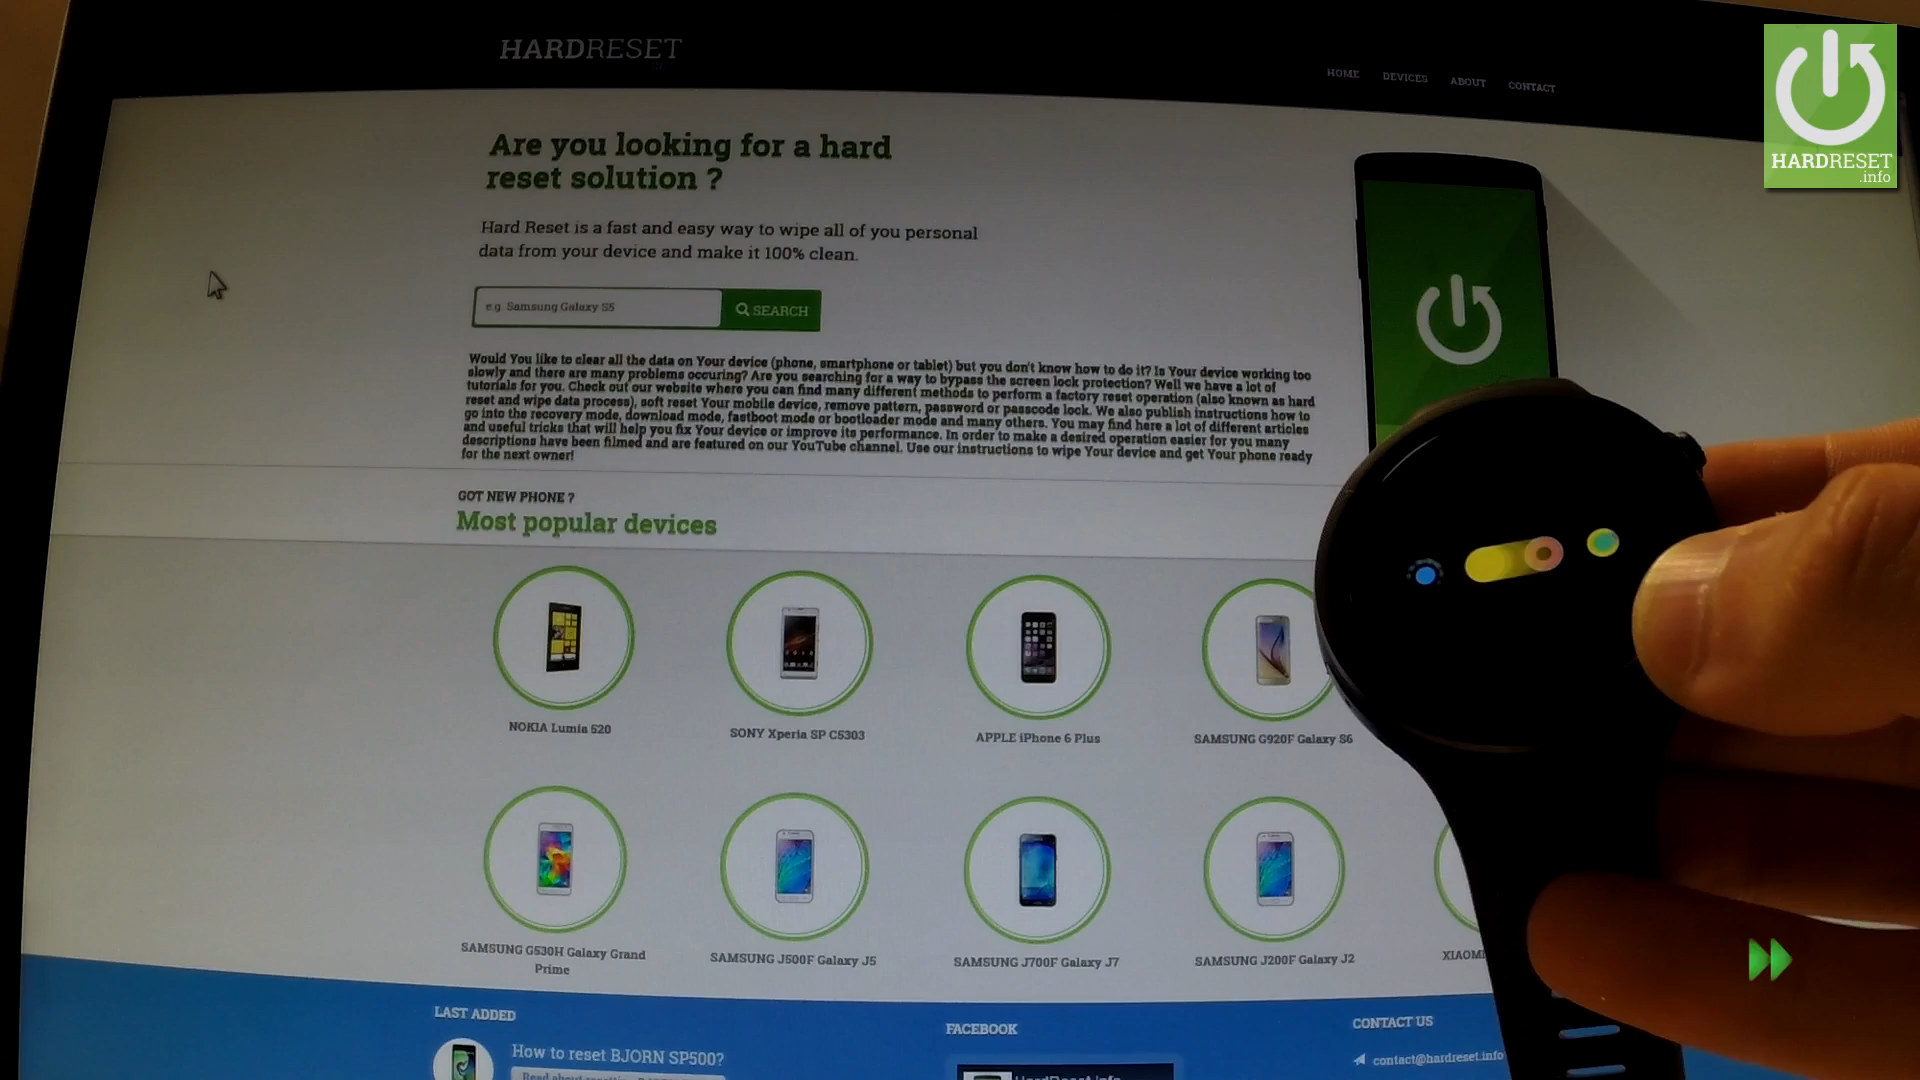 HARDRESET
HOME DEVICES ABOUT CONTACT
HARDRESET
.info
Are you looking for a hard
reset solution ?
Hard Reset is a fast and easy way to wipe all of you personal
data from your device and make it 100% clean.
e.g. Samsung Galaxy S5
SEARCH
Would You like to clear all the data on Your device (phone, smartphone or tablet) but you don't know how to do it? Is Your device working too
slowly and there are many problems occuring? Are you searching for a way to bypass the screen lock protection? Well we have a lot of
tutorials for you. Check out our website where you can find many different methods to perform a factory reset operation (also known as hard
reset and wipe data process), soft reset Your mobile device, remove pattern, password or passcode lock. We also publish instructions how to
go into the recovery mode, download mode, fastboot mode or bootloader mode and many others. You may find here a lot of different articles
and useful tricks that will help you fix Your device or improve its performance. In order to make a desired operation easier for you many
descriptions have been filmed and are featured on our YouTube channel. Use our instructions to wipe Your device and get Your phone ready
for the next owner!
GOT NEW PHONE ?
Most popular devices
NOKIA Lumia 520
SONY Xperia SP C5303
APPLE iPhone 6 Plus
SAMSUNG G920F Galaxy S6
SAMSUNG G530H Galaxy Grand
Prime
SAMSUNG J500F Galaxy J5
SAMSUNG J700F Galaxy J7
SAMSUNG J200F Galaxy J2
XIAOMI
LAST ADDED
How to reset BJORN SP500?
FACEBOOK
HardReset.info
CONTACT US
contact@hardreset.info